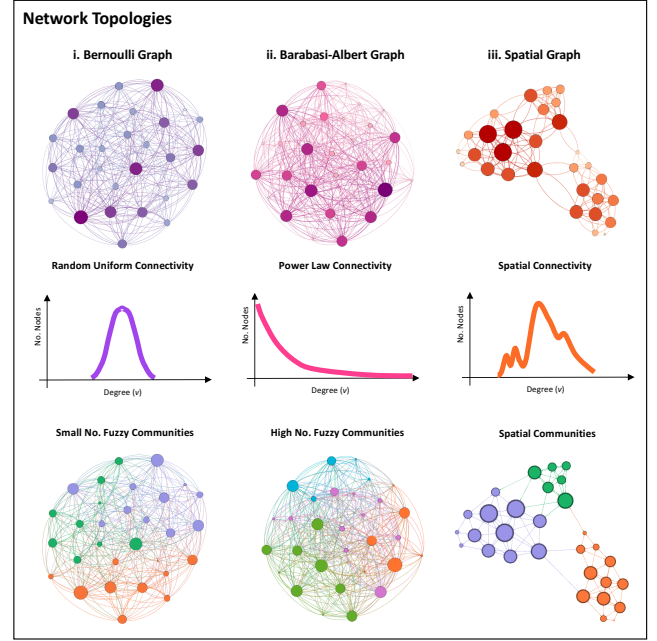 Network Topologies
i. Bernoulli Graph
ii. Barabasi-Albert Graph
iii. Spatial Graph
Random Uniform Connectivity
Power Law Connectivity
Spatial Connectivity
No. Nodes
Degree (v)
No. Nodes
Degree (v)
No. Nodes
Degree (v)
Small No. Fuzzy Communities
High No. Fuzzy Communities
Spatial Communities